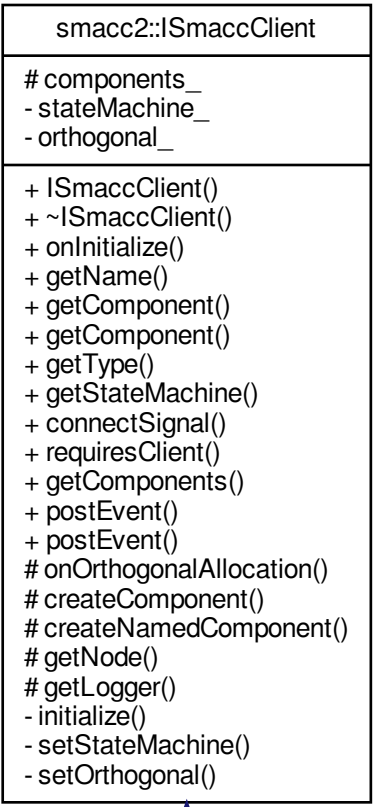 smacc2::ISmaccClient
# components_
- stateMachine_
- orthogonal_
+ ISmaccClient()
+ ~ISmaccClient()
+ onInitialize()
+ getName()
+ getComponent()
+ getComponent()
+ getType()
+ getStateMachine()
+ connectSignal()
+ requiresClient()
+ getComponents()
+ postEvent()
+ postEvent()
# onOrthogonalAllocation()
# createComponent()
# createNamedComponent()
# getNode()
# getLogger()
- initialize()
- setStateMachine()
- setOrthogonal()